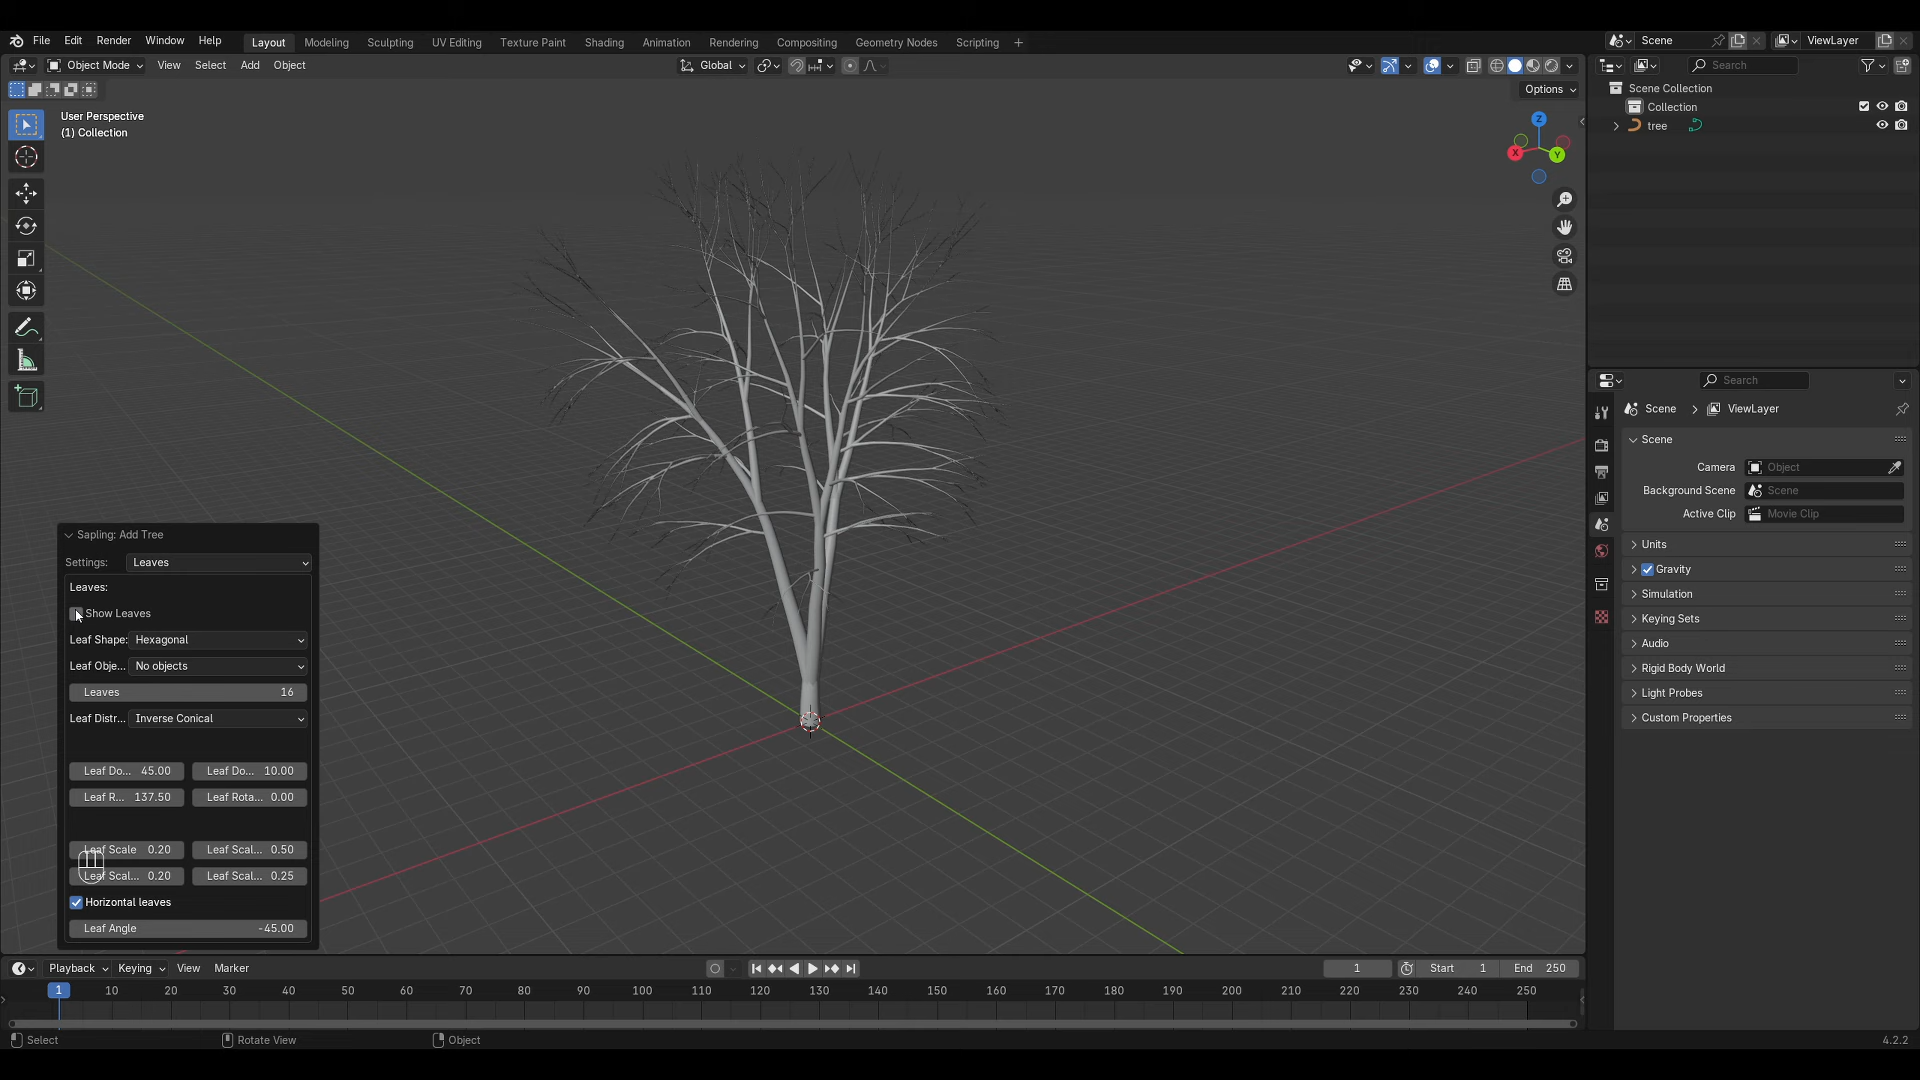 File Edit Render Window Help
Layout Modeling Sculpting UV Editing Texture Paint Shading Animation Rendering Compositing Geometry Nodes Scripting +
Scene
ViewLayer
Object Mode View Select Add Object
Global
Search
Options
User Perspective
(1) Collection
Z
X
Y
Scene Collection
Collection
tree
Search
Scene > ViewLayer
Scene
Camera Object
Background Scene Scene
Active Clip Movie Clip
Units
Gravity
Simulation
Keying Sets
Audio
Rigid Body World
Light Probes
Custom Properties
Sapling: Add Tree
Settings: Leaves
Leaves:
Show Leaves
Leaf Shape: Hexagonal
Leaf Obje... No objects
Leaves 16
Leaf Distr... Inverse Conical
Leaf Do... 45.00 Leaf Do... 10.00
Leaf R... 137.50 Leaf Rota... 0.00
Leaf Scale 0.20 Leaf Scal... 0.50
Leaf Scal... 0.20 Leaf Scal... 0.25
Horizontal leaves
Leaf Angle -45.00
Playback Keying View Marker
1 Start 1 End 250
1 10 20 30 40 50 60 70 80 90 100 110 120 130 140 150 160 170 180 190 200 210 220 230 240 250
Select Rotate View Object 4.2.2